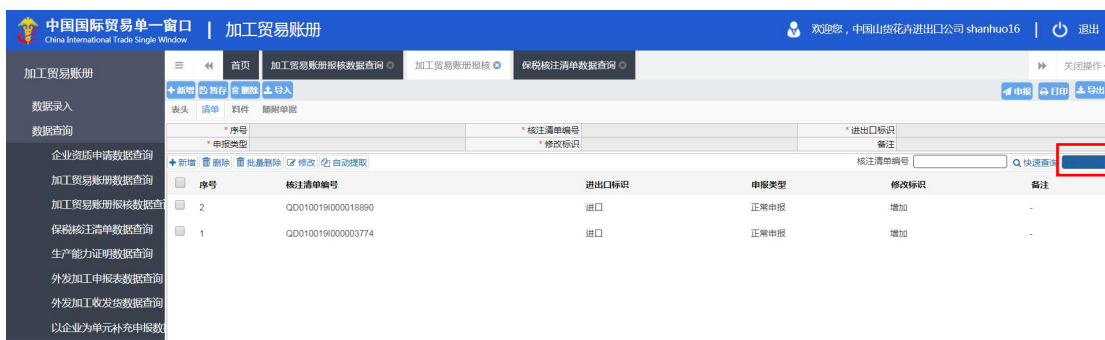 中国国际贸易单一窗口 | 加工贸易账册 欢迎您，中国山货花卉进出口公司 shanhuo16 | 退出
China International Trade Single Window
加工贸易账册
首页 加工贸易账册报核数据查询 加工贸易账册报核 保税核注清单数据查询 关闭操作
+新增 暂存 删除 导入 申报 打印 导出
数据录入
表头 清单 料件 随附单据
数据查询
*序号 *核注清单编号 *进出口标识
*申报类型 *修改标识 备注
企业资质申请数据查询
+新增 删除 批量删除 修改 自动提取 核注清单编号 快速查询
加工贸易账册数据查询
序号 核注清单编号 进出口标识 申报类型 修改标识 备注
加工贸易账册报核数据查
2 QD010019I000018890 进口 正常申报 增加 -
保税核注清单数据查询
1 QD010019I000003774 进口 正常申报 增加 -
生产能力证明数据查询
外发加工申报表数据查询
外发加工收发货数据查询
以企业为单元补充申报数